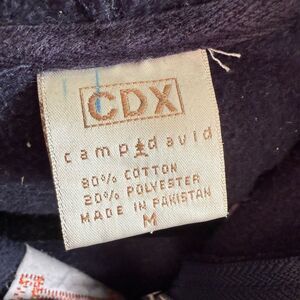 CDX
camp david
80% COTTON
20% POLYESTER
MADE IN PAKISTAN
M